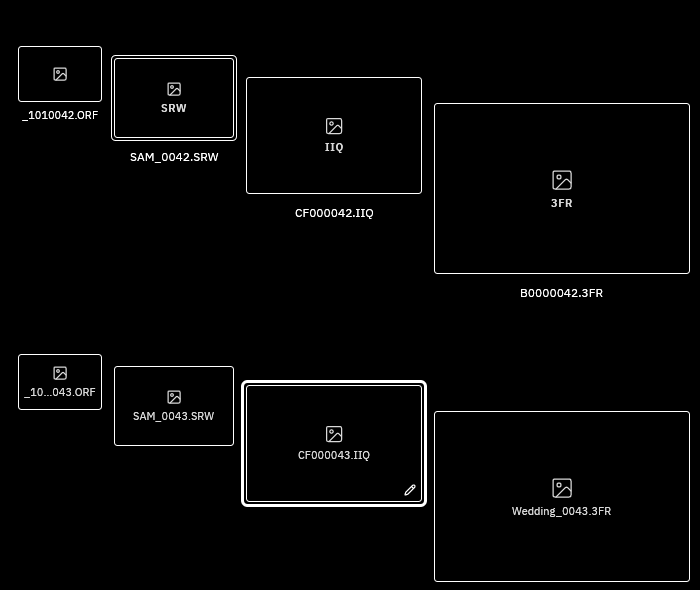 _1010042.ORF
SRW
SAM_0042.SRW
IIQ
CF000042.IIQ
3FR
B0000042.3FR
_10...043.ORF
SAM_0043.SRW
CF000043.IIQ
Wedding_0043.3FR